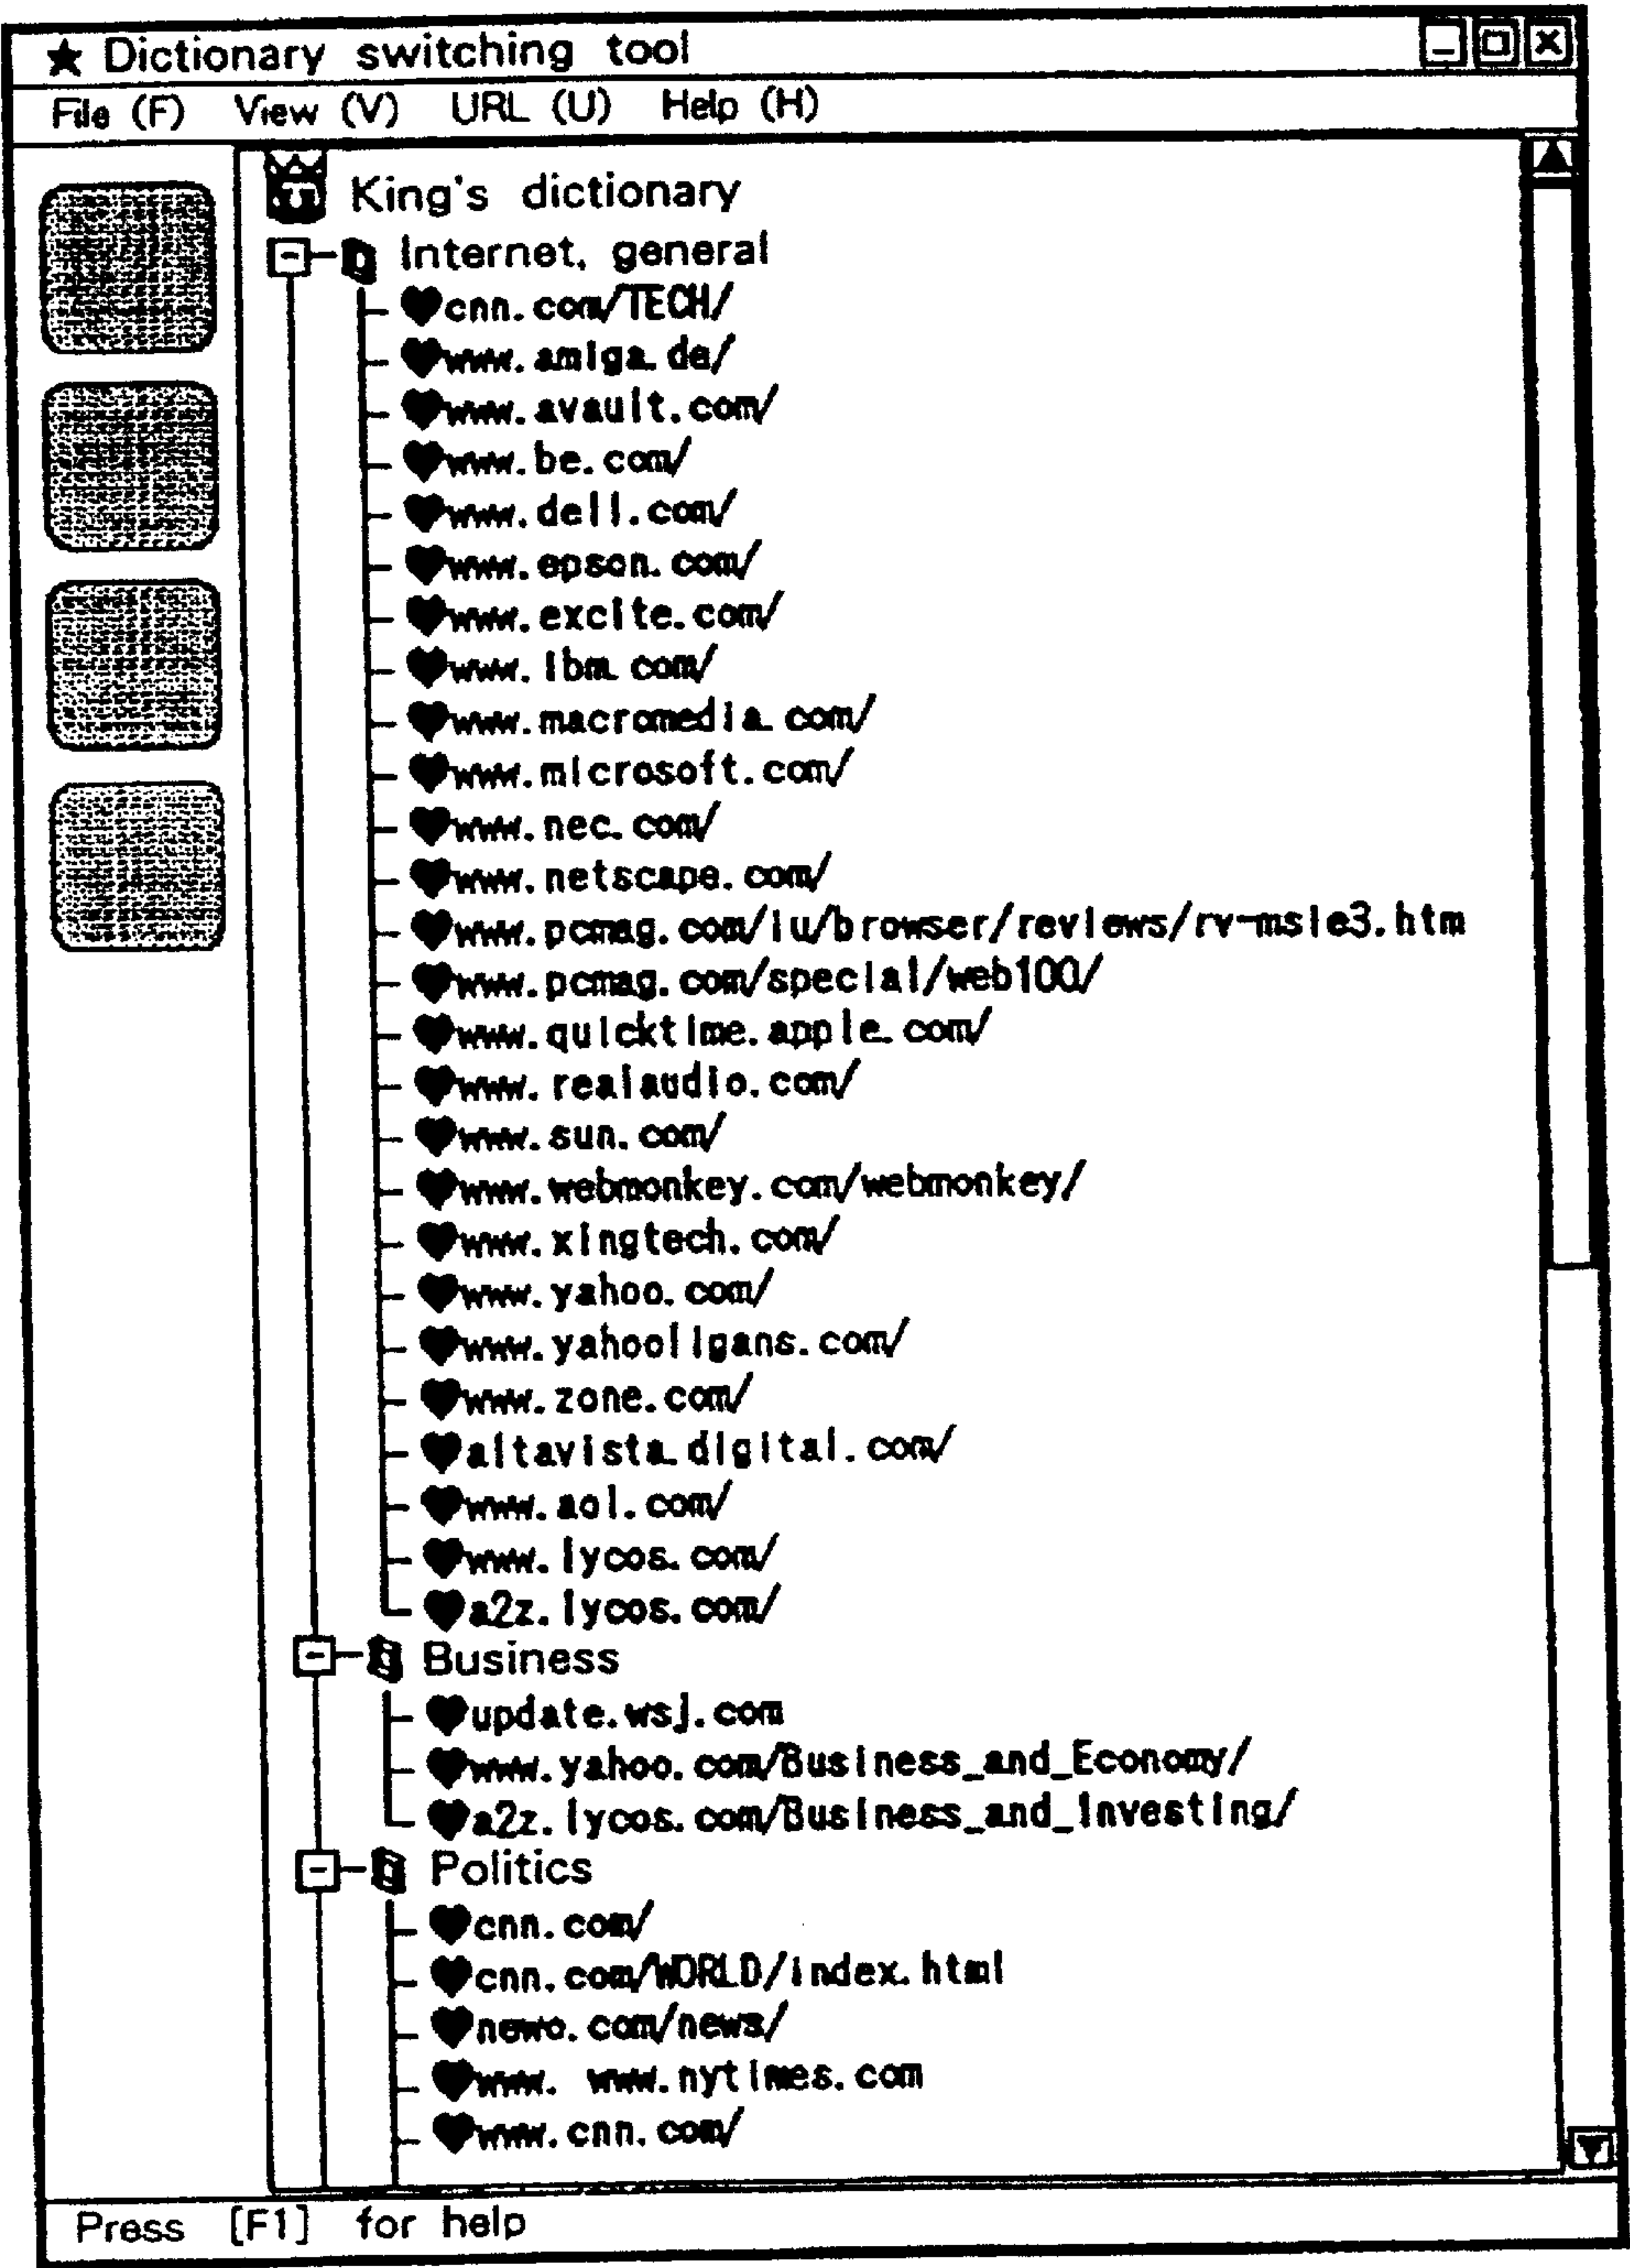 ★ Dictionary switching tool
File (F) View (V) URL (U) Help (H)
King's dictionary
Internet, general
cnn.com/TECH/
www.amiga.de/
www.avault.com/
www.be.com/
www.dell.com/
www.epson.com/
www.excite.com/
www.ibm.com/
www.macromedia.com/
www.microsoft.com/
www.nec.com/
www.netscape.com/
www.pcmag.com/iu/browser/reviews/rv-msie3.htm
www.pcmag.com/special/web100/
www.quicktime.apple.com/
www.realaudio.com/
www.sun.com/
www.webmonkey.com/webmonkey/
www.xingtech.com/
www.yahoo.com/
www.yahooligans.com/
www.zone.com/
altavista.digital.com/
www.aol.com/
www.lycos.com/
a2z.lycos.com/
Business
update.wsj.com
www.yahoo.com/Business_and_Economy/
a2z.lycos.com/Business_and_Investing/
Politics
cnn.com/
cnn.com/WORLD/index.html
newo.com/news/
www. www.nytimes.com
www.cnn.com/
Press [F1] for help